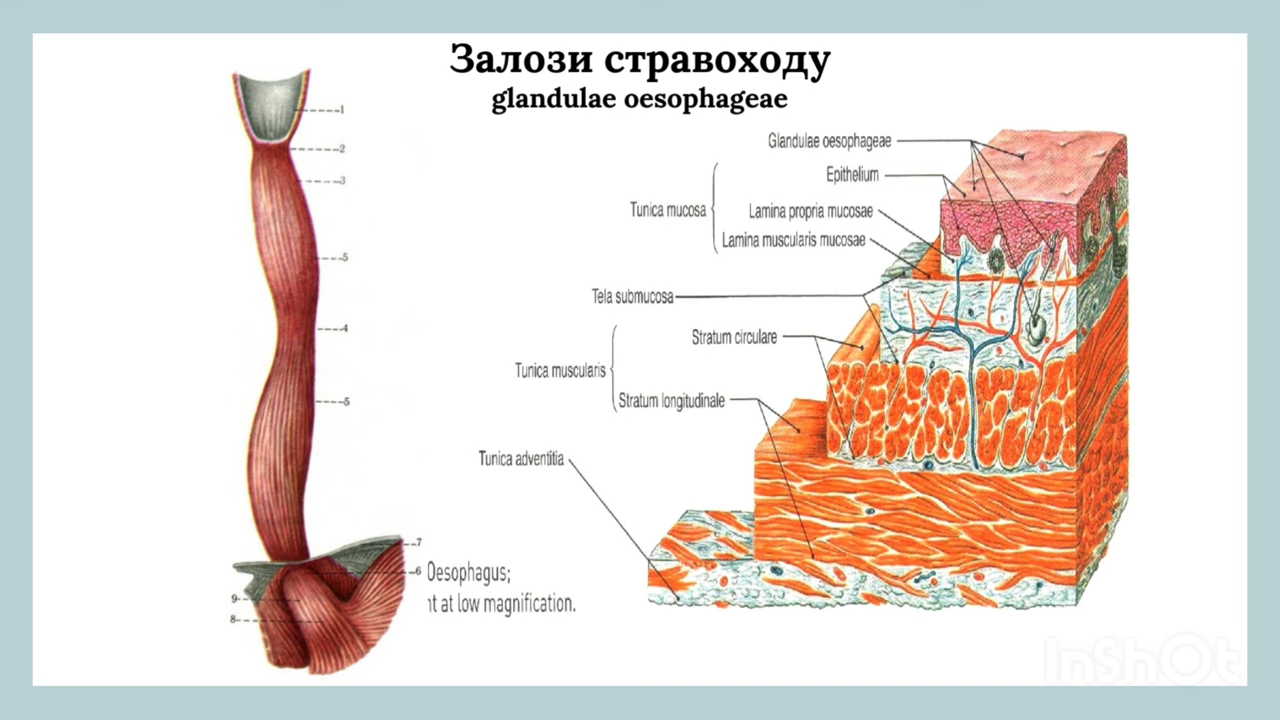 Залози стравоходу
glandulae oesophageae
1
2
3
5
4
5
7
6
9
8
Oesophagus;
nt at low magnification.
Glandulae oesophageae
Epithelium
Tunica mucosa
Lamina propria mucosae
Lamina muscularis mucosae
Tela submucosa
Stratum circulare
Tunica muscularis
Stratum longitudinale
Tunica adventitia
InShOt